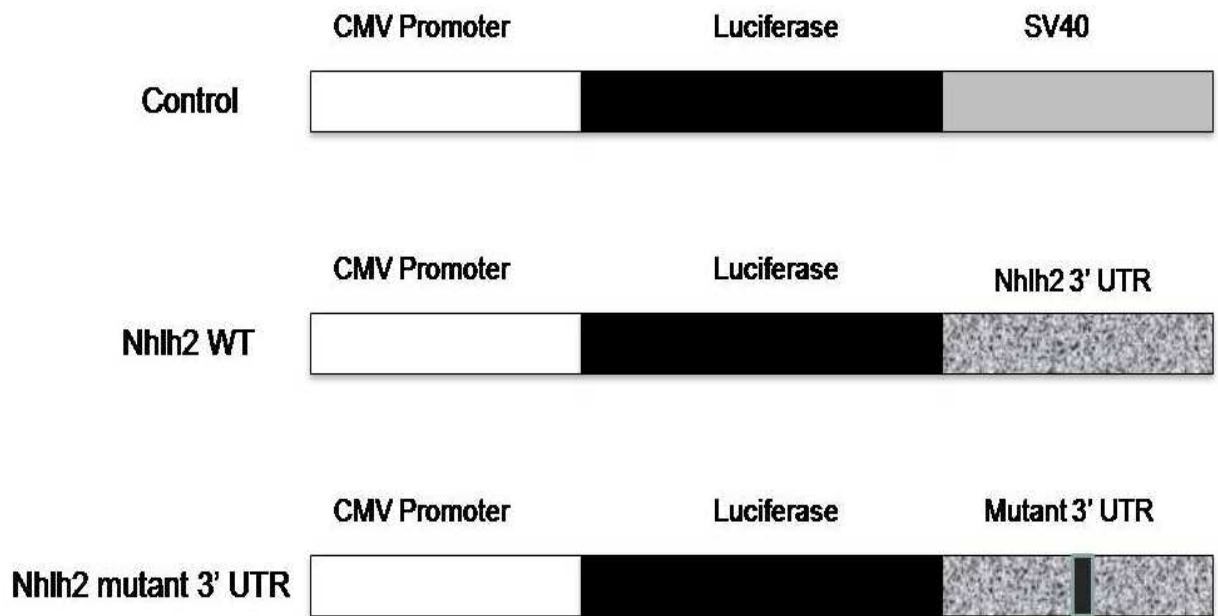 CMV Promoter Luciferase SV40
Control
CMV Promoter Luciferase Nhlh2 3' UTR
Nhlh2 WT
CMV Promoter Luciferase Mutant 3' UTR
Nhlh2 mutant 3' UTR